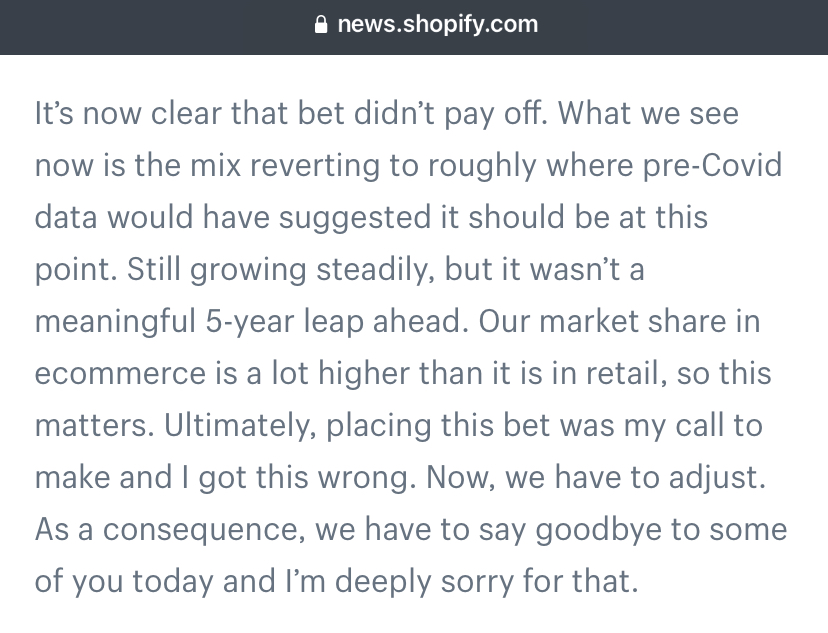 news.shopify.com
It’s now clear that bet didn’t pay off. What we see
now is the mix reverting to roughly where pre-Covid
data would have suggested it should be at this
point. Still growing steadily, but it wasn’t a
meaningful 5-year leap ahead. Our market share in
ecommerce is a lot higher than it is in retail, so this
matters. Ultimately, placing this bet was my call to
make and I got this wrong. Now, we have to adjust.
As a consequence, we have to say goodbye to some
of you today and I’m deeply sorry for that.